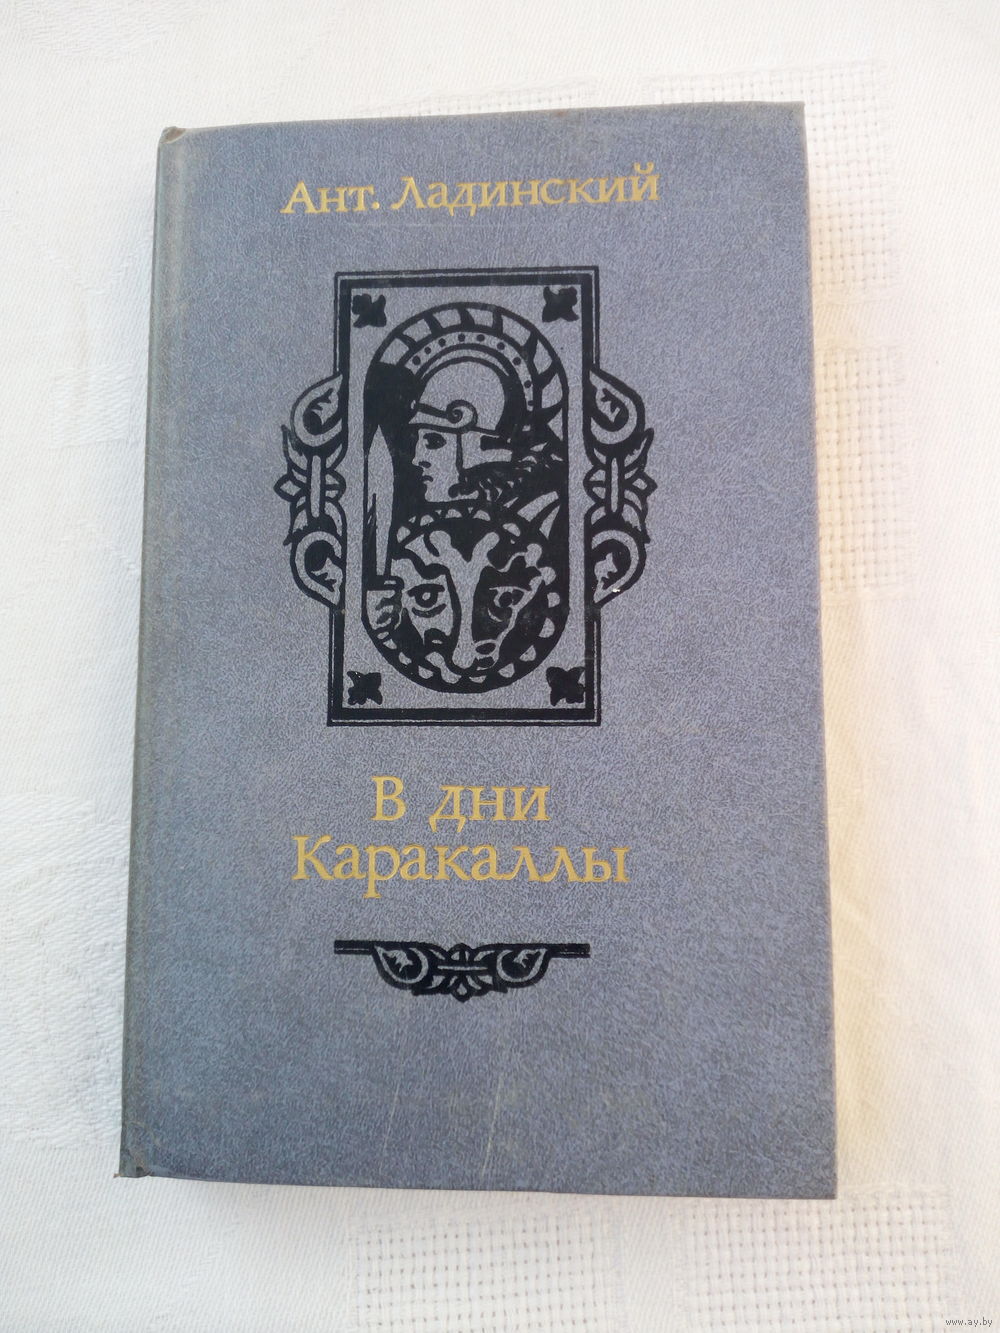 Ант. Ладинский
В дни
Каракаллы
www.ay.by